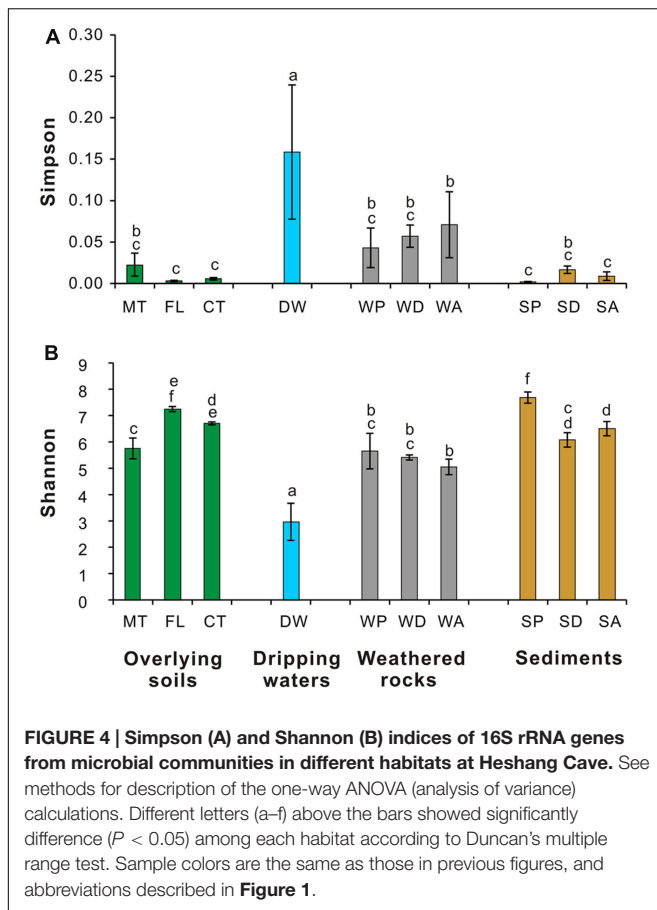 A
0.30
0.25
0.20
0.15
0.10
0.05
0.00
Simpson
b
c
c
c
a
b
c
b
c
b
c
b
c
c
MT FL CT DW WP WD WA SP SD SA
B
9
8
7
6
5
4
3
2
1
0
Shannon
c
e
f
d
e
a
b
c
b
c
b
f
c
d
d
MT FL CT DW WP WD WA SP SD SA
Overlying soils
Dripping waters
Weathered rocks
Sediments
FIGURE 4 | Simpson (A) and Shannon (B) indices of 16S rRNA genes
from microbial communities in different habitats at Heshang Cave. See
methods for description of the one-way ANOVA (analysis of variance)
calculations. Different letters (a–f) above the bars showed significantly
difference (P < 0.05) among each habitat according to Duncan's multiple
range test. Sample colors are the same as those in previous figures, and
abbreviations described in Figure 1.